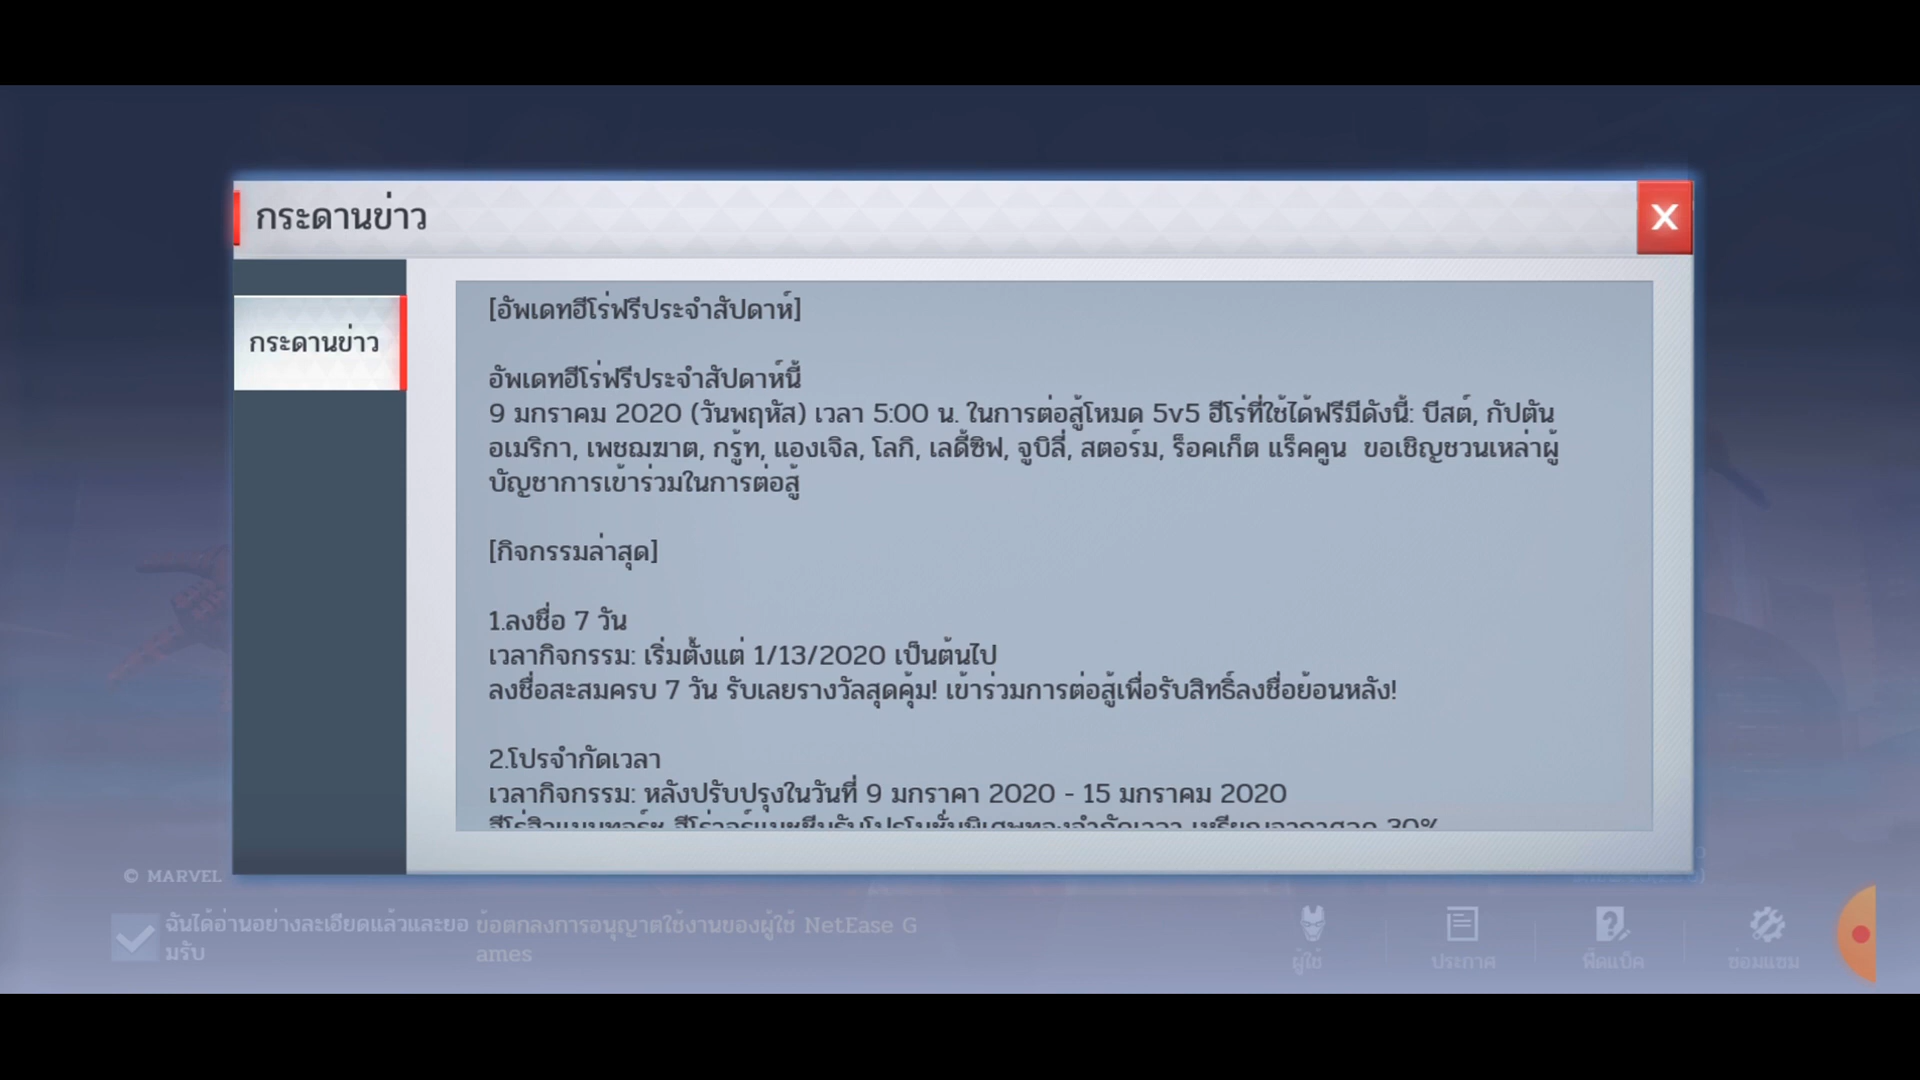 กระดานข่าว
X
กระดานข่าว
[อัพเดทฮีโร่ฟรีประจำสัปดาห์]
อัพเดทฮีโร่ฟรีประจำสัปดาห์นี้
9 มกราคม 2020 (วันพฤหัส) เวลา 5:00 น. ในการต่อสู้โหมด 5v5 ฮีโร่ที่ใช้ได้ฟรีมีดังนี้: บีสต์, กัปตัน
อเมริกา, เพชฌฆาต, กรู้ท, แองเจิล, โลกิ, เลดี้ซิฟ, จูบิลี่, สตอร์ม, ร็อคเก็ต แร็คคูน ขอเชิญชวนเหล่าผู้
บัญชาการเข้าร่วมในการต่อสู้
[กิจกรรมล่าสุด]
1.ลงชื่อ 7 วัน
เวลากิจกรรม: เริ่มตั้งแต่ 1/13/2020 เป็นต้นไป
ลงชื่อสะสมครบ 7 วัน รับเลยรางวัลสุดคุ้ม! เข้าร่วมการต่อสู้เพื่อรับสิทธิ์ลงชื่อย้อนหลัง!
2.โปรจำกัดเวลา
เวลากิจกรรม: หลังปรับปรุงในวันที่ 9 มกราคา 2020 - 15 มกราคม 2020
© MARVEL
ฉันได้อ่านอย่างละเอียดแล้วและยอ ข้อตกลงการอนุญาตใช้งานของผู้ใช้ NetEase G
มรับ ames
ผู้ใช้ ประกาศ ฟี้ดแบ็ค ซ่อมแซม